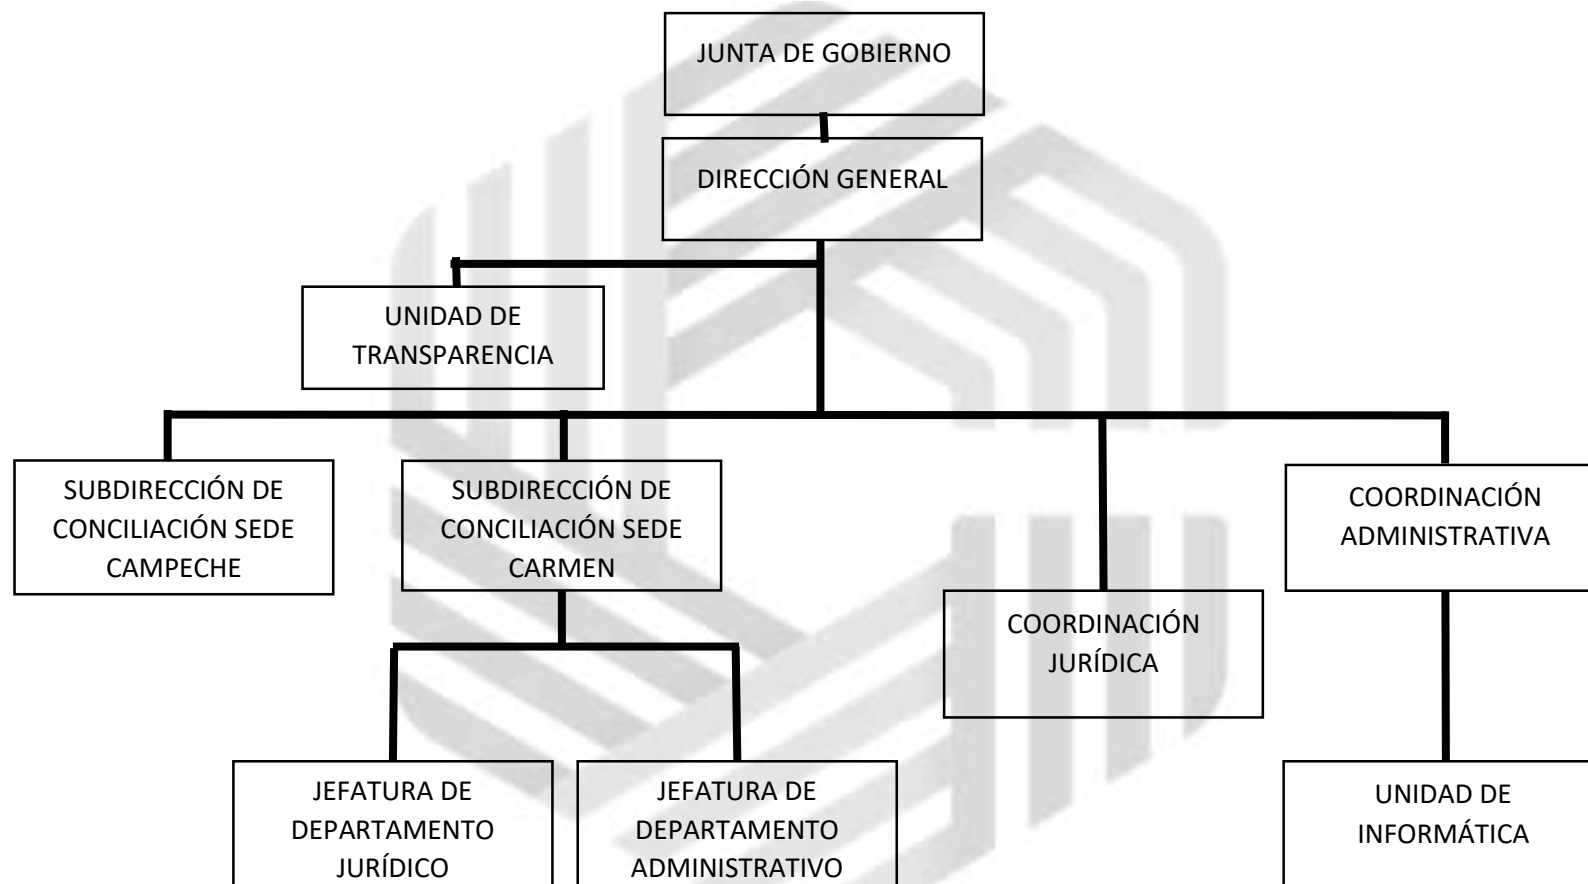 JUNTA DE GOBIERNO
DIRECCIÓN GENERAL
UNIDAD DE
TRANSPARENCIA
SUBDIRECCIÓN DE
CONCILIACIÓN SEDE
CAMPECHE
SUBDIRECCIÓN DE
CONCILIACIÓN SEDE
CARMEN
COORDINACIÓN
ADMINISTRATIVA
COORDINACIÓN
JURÍDICA
JEFATURA DE
DEPARTAMENTO
JURÍDICO
JEFATURA DE
DEPARTAMENTO
ADMINISTRATIVO
UNIDAD DE
INFORMÁTICA